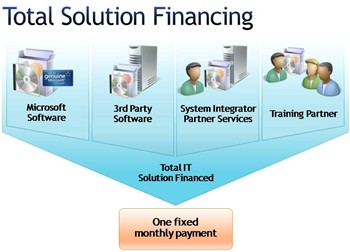 Total Solution Financing
genuine
Microsoft
Software
3rd Party
Software
System Integrator
Partner Services
Training Partner
Total IT
Solution Financed
One fixed
monthly payment